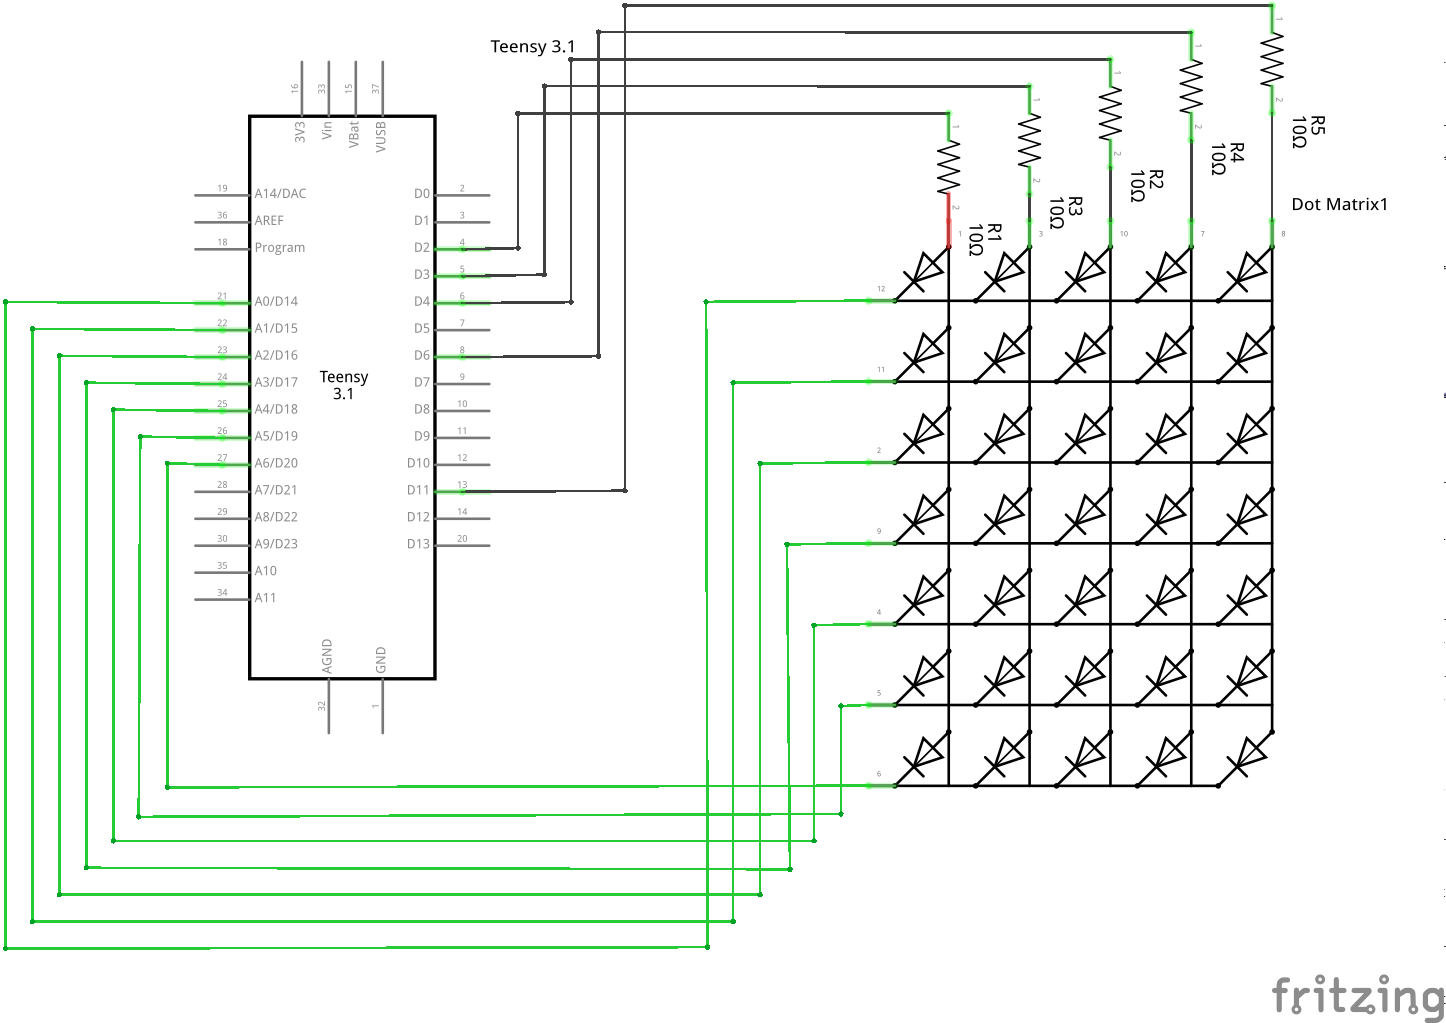 Teensy 3.1
16
33
15
37
3V3
Vin
VBat
VUSB
19 A14/DAC D0 2
36 AREF D1 3
18 Program D2 4
D3 5
21 A0/D14 D4 6
22 A1/D15 D5 7
23 A2/D16 D6 8
24 A3/D17 D7 9
25 A4/D18 D8 10
26 A5/D19 D9 11
27 A6/D20 D10 12
28 A7/D21 D11 13
29 A8/D22 D12 14
30 A9/D23 D13 20
35 A10
34 A11
Teensy
3.1
AGND
GND
32
1
1
2
R1
10Ω
1
2
R3
10Ω
1
2
R2
10Ω
1
2
R4
10Ω
1
2
R5
10Ω
Dot Matrix1
1
3
10
7
8
12
11
2
9
4
5
6
fritzing